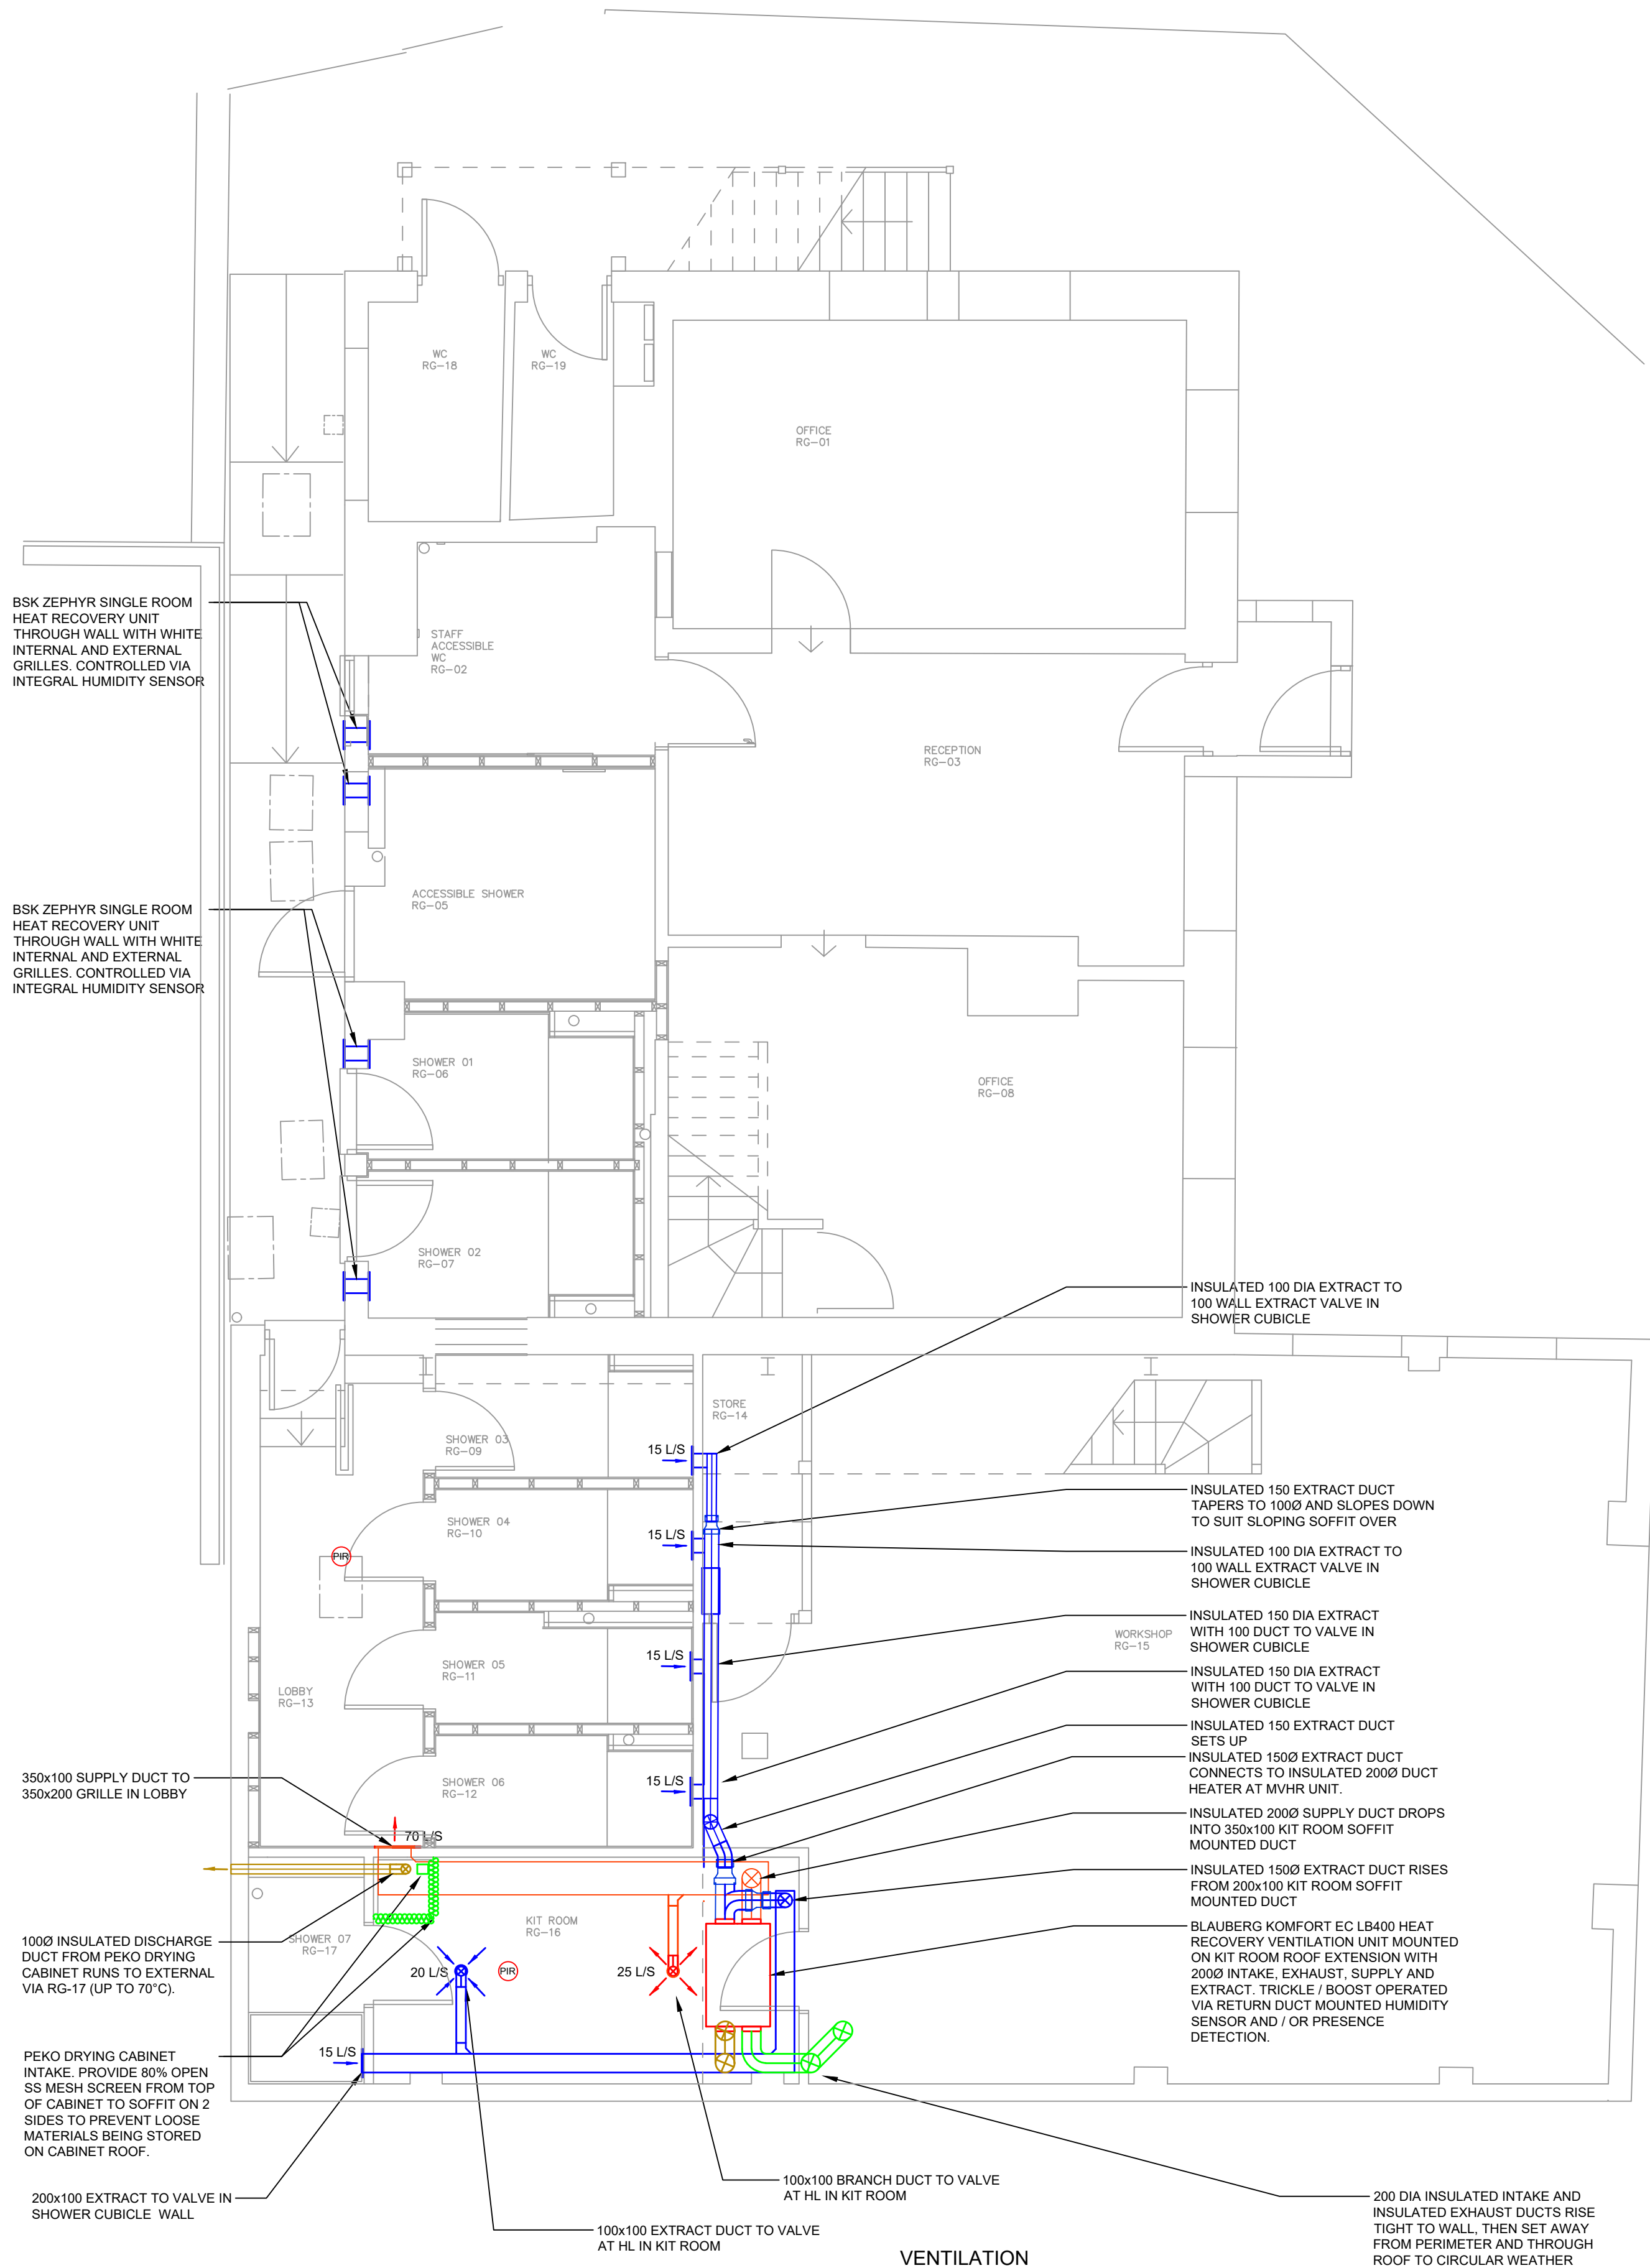 WC
RG-18
WC
RG-19
OFFICE
RG-01
BSK ZEPHYR SINGLE ROOM
HEAT RECOVERY UNIT
THROUGH WALL WITH WHITE
INTERNAL AND EXTERNAL
GRILLES. CONTROLLED VIA
INTEGRAL HUMIDITY SENSOR
STAFF
ACCESSIBLE
WC
RG-02
RECEPTION
RG-03
ACCESSIBLE SHOWER
RG-05
BSK ZEPHYR SINGLE ROOM
HEAT RECOVERY UNIT
THROUGH WALL WITH WHITE
INTERNAL AND EXTERNAL
GRILLES. CONTROLLED VIA
INTEGRAL HUMIDITY SENSOR
SHOWER 01
RG-06
OFFICE
RG-08
SHOWER 02
RG-07
INSULATED 100 DIA EXTRACT TO
100 WALL EXTRACT VALVE IN
SHOWER CUBICLE
STORE
RG-14
SHOWER 03
RG-09
15 L/S
INSULATED 150 EXTRACT DUCT
TAPERS TO 100Ø AND SLOPES DOWN
TO SUIT SLOPING SOFFIT OVER
SHOWER 04
RG-10
15 L/S
PIR
INSULATED 100 DIA EXTRACT TO
100 WALL EXTRACT VALVE IN
SHOWER CUBICLE
INSULATED 150 DIA EXTRACT
WITH 100 DUCT TO VALVE IN
SHOWER CUBICLE
WORKSHOP
RG-15
SHOWER 05
RG-11
15 L/S
LOBBY
RG-13
INSULATED 150 DIA EXTRACT
WITH 100 DUCT TO VALVE IN
SHOWER CUBICLE
INSULATED 150 EXTRACT DUCT
SETS UP
INSULATED 150Ø EXTRACT DUCT
CONNECTS TO INSULATED 200Ø DUCT
HEATER AT MVHR UNIT.
350x100 SUPPLY DUCT TO
350x200 GRILLE IN LOBBY
SHOWER 06
RG-12
15 L/S
INSULATED 200Ø SUPPLY DUCT DROPS
INTO 350x100 KIT ROOM SOFFIT
MOUNTED DUCT
70 L/S
INSULATED 150Ø EXTRACT DUCT RISES
FROM 200x100 KIT ROOM SOFFIT
MOUNTED DUCT
KIT ROOM
RG-16
SHOWER 07
RG-17
100Ø INSULATED DISCHARGE
DUCT FROM PEKO DRYING
CABINET RUNS TO EXTERNAL
VIA RG-17 (UP TO 70°C).
20 L/S
PIR
25 L/S
BLAUBERG KOMFORT EC LB400 HEAT
RECOVERY VENTILATION UNIT MOUNTED
ON KIT ROOM ROOF EXTENSION WITH
200Ø INTAKE, EXHAUST, SUPPLY AND
EXTRACT. TRICKLE / BOOST OPERATED
VIA RETURN DUCT MOUNTED HUMIDITY
SENSOR AND / OR PRESENCE
DETECTION.
15 L/S
PEKO DRYING CABINET
INTAKE. PROVIDE 80% OPEN
SS MESH SCREEN FROM TOP
OF CABINET TO SOFFIT ON 2
SIDES TO PREVENT LOOSE
MATERIALS BEING STORED
ON CABINET ROOF.
200x100 EXTRACT TO VALVE IN
SHOWER CUBICLE WALL
100x100 BRANCH DUCT TO VALVE
AT HL IN KIT ROOM
100x100 EXTRACT DUCT TO VALVE
AT HL IN KIT ROOM
200 DIA INSULATED INTAKE AND
INSULATED EXHAUST DUCTS RISE
TIGHT TO WALL, THEN SET AWAY
FROM PERIMETER AND THROUGH
ROOF TO CIRCULAR WEATHER
VENTILATION